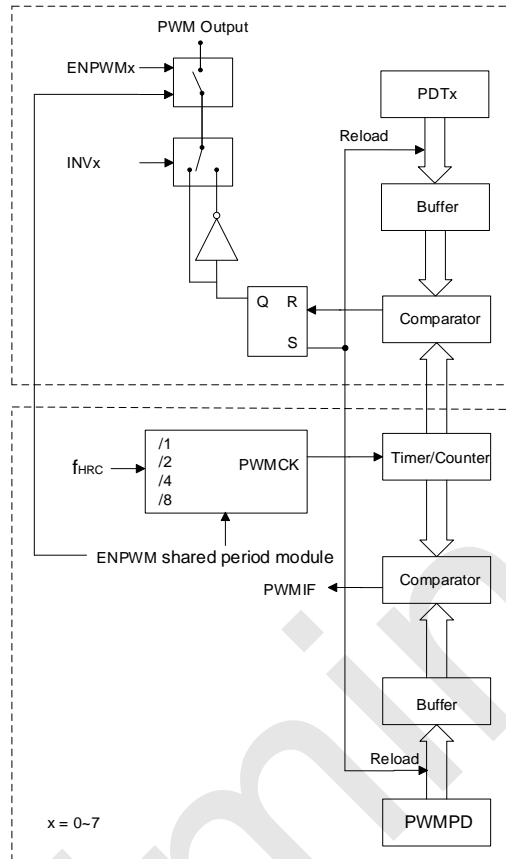 PWM Output
ENPWMx
PDTx
Reload
INVx
Buffer
Q R
S
Comparator
/1
/2
/4
/8
fHRC
PWMCK
Timer/Counter
ENPWM shared period module
PWMIF
Comparator
Buffer
Reload
x = 0~7
PWMPD